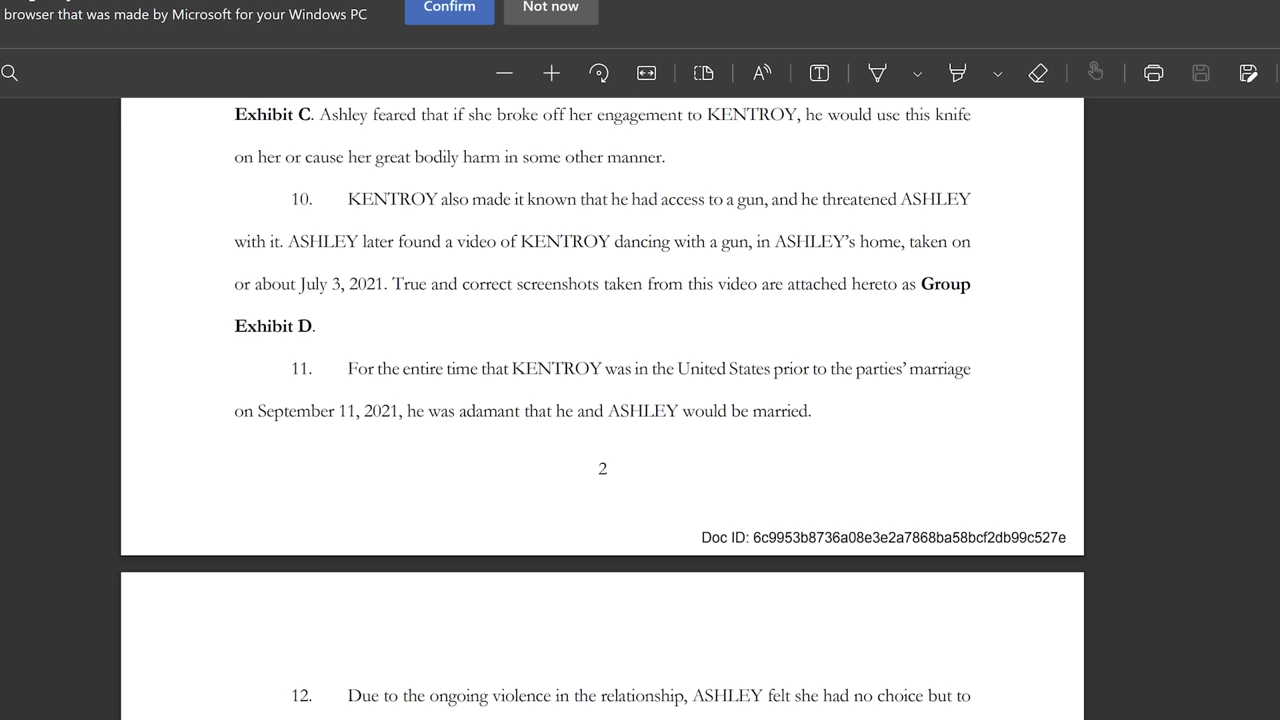 browser that was made by Microsoft for your Windows PC
Confirm
Not now
Exhibit C. Ashley feared that if she broke off her engagement to KENTROY, he would use this knife
on her or cause her great bodily harm in some other manner.
10. KENTROY also made it known that he had access to a gun, and he threatened ASHLEY
with it. ASHLEY later found a video of KENTROY dancing with a gun, in ASHLEY’s home, taken on
or about July 3, 2021. True and correct screenshots taken from this video are attached hereto as Group
Exhibit D.
11. For the entire time that KENTROY was in the United States prior to the parties’ marriage
on September 11, 2021, he was adamant that he and ASHLEY would be married.
2
Doc ID: 6c9953b8736a08e3e2a7868ba58bcf2db99c527e
12. Due to the ongoing violence in the relationship, ASHLEY felt she had no choice but to